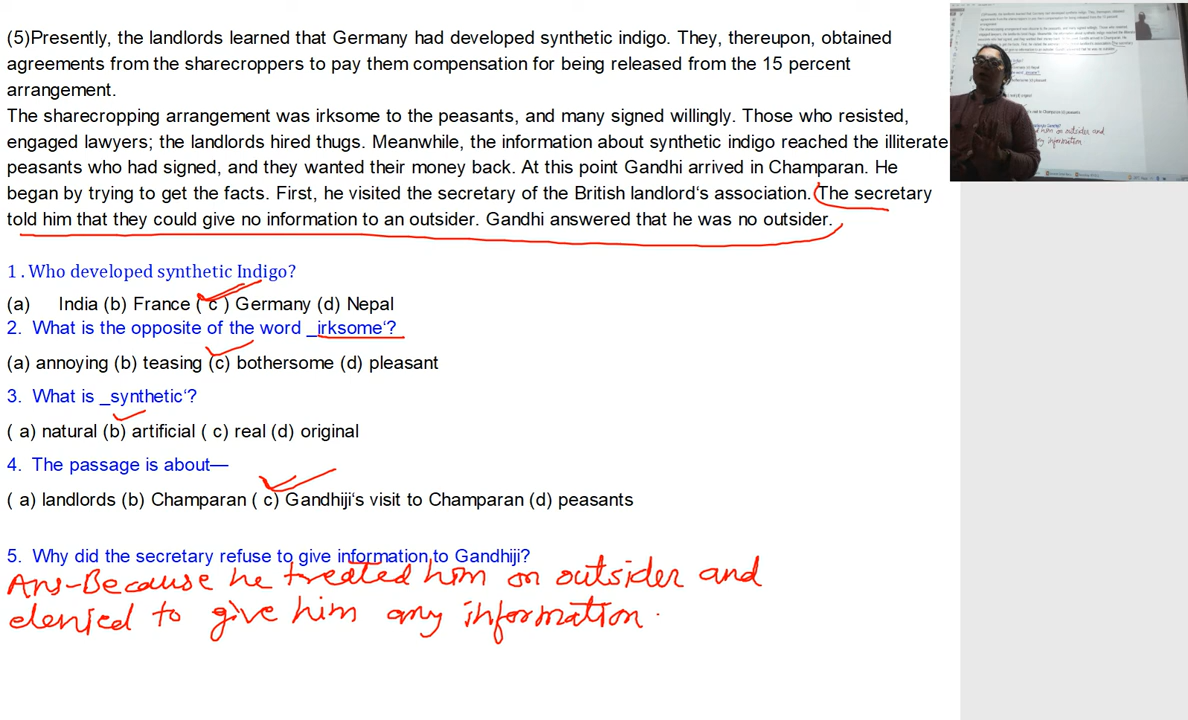 (5)Presently, the landlords learned that Germany had developed synthetic indigo. They, thereupon, obtained
agreements from the sharecroppers to pay them compensation for being released from the 15 percent
arrangement.
The sharecropping arrangement was irksome to the peasants, and many signed willingly. Those who resisted,
engaged lawyers; the landlords hired thugs. Meanwhile, the information about synthetic indigo reached the illiterate
peasants who had signed, and they wanted their money back. At this point Gandhi arrived in Champaran. He
began by trying to get the facts. First, he visited the secretary of the British landlord‘s association. The secretary
told him that they could give no information to an outsider. Gandhi answered that he was no outsider.
1 . Who developed synthetic Indigo?
(a) India (b) France ( c ) Germany (d) Nepal
2. What is the opposite of the word _irksome‘?
(a) annoying (b) teasing (c) bothersome (d) pleasant
3. What is _synthetic‘?
( a) natural (b) artificial ( c) real (d) original
4. The passage is about—
( a) landlords (b) Champaran ( c) Gandhiji‘s visit to Champaran (d) peasants
5. Why did the secretary refuse to give information to Gandhiji?
Ans-Because he treated him on outsider and
denied to give him any information.